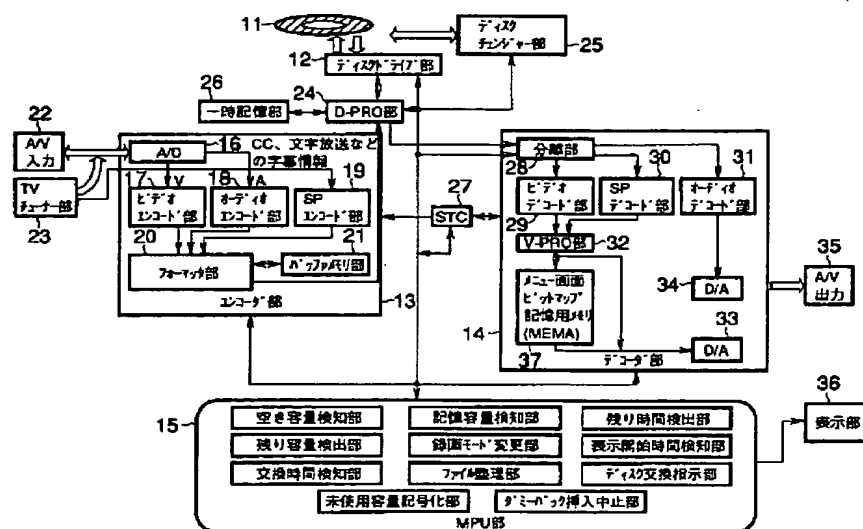 11
ディスク
チェンジャー部
25
12
ディスクドライブ部
26
一時記憶部
24
D-PRO部
22
A/V
入力
TV
チューナー部
23
16
A/D
CC、文字放送など
の字幕情報
17
V
ビデオ
エンコード部
18
A
オーディオ
エンコード部
19
SP
エンコード部
20
フォーマッタ部
21
バッファメモリ部
エンコーダ部
13
27
STC
分離部
28
ビデオ
デコード部
29
30
SP
デコード部
31
オーディオ
デコード部
V-PRO部
32
メニュー画面
ビットマップ
記憶用メモリ
(MEMA)
37
34
D/A
33
D/A
14
デコーダ部
35
A/V
出力
36
表示部
15
空き容量検知部
記憶容量検知部
残り時間検出部
残り容量検出部
録画モード変更部
表示開始時間検知部
交換時間検知部
ファイル整理部
ディスク交換指示部
未使用容量記号化部
ダミーパック挿入中止部
MPU部